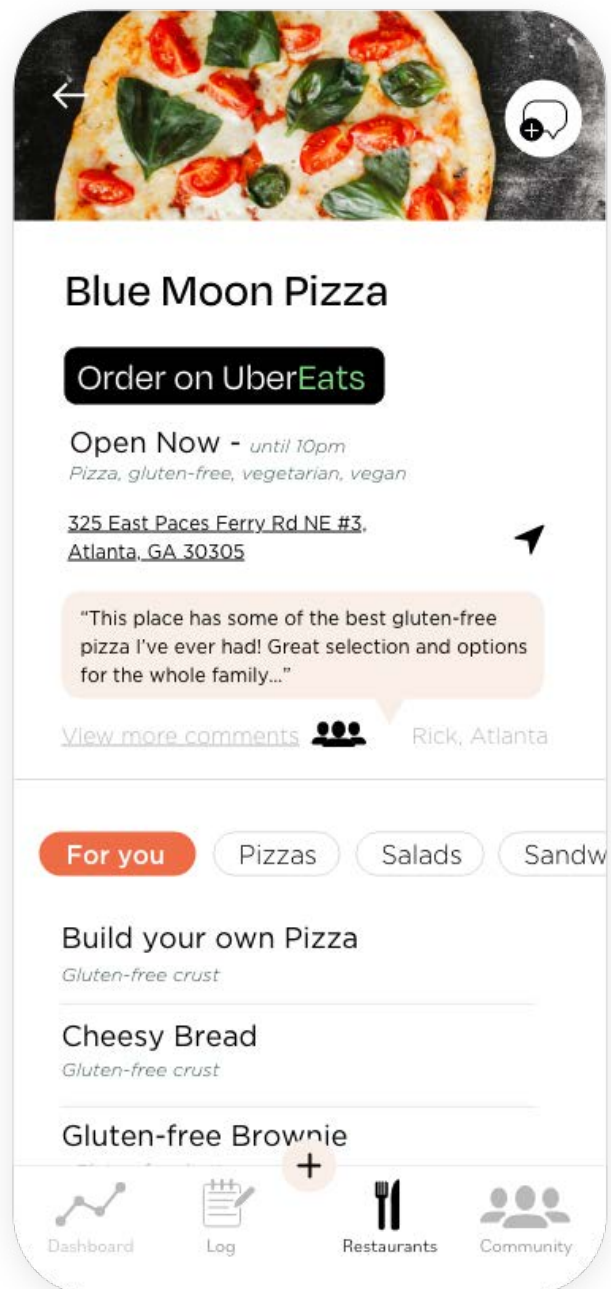 Blue Moon Pizza
Order on UberEats
Open Now - until 10pm
Pizza, gluten-free, vegetarian, vegan
325 East Paces Ferry Rd NE #3,
Atlanta, GA 30305
“This place has some of the best gluten-free
pizza I’ve ever had! Great selection and options
for the whole family...”
View more comments Rick, Atlanta
For you Pizzas Salads Sandw
Build your own Pizza
Gluten-free crust
Cheesy Bread
Gluten-free crust
Gluten-free Brownie
Dashboard Log Restaurants Community